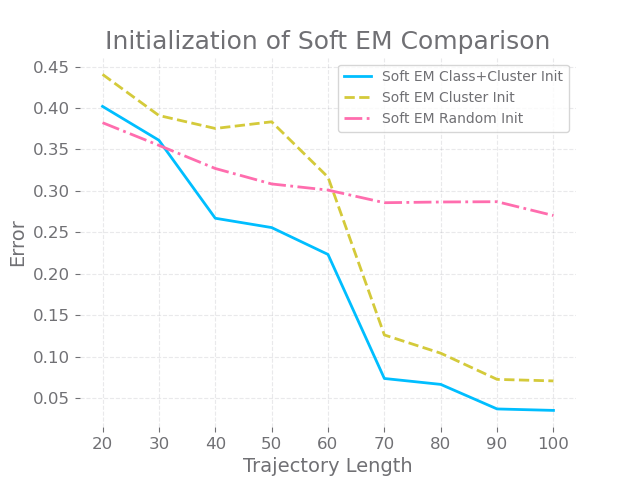 Initialization of Soft EM Comparison
Soft EM Class+Cluster Init
Soft EM Cluster Init
Soft EM Random Init
Error
0.45
0.40
0.35
0.30
0.25
0.20
0.15
0.10
0.05
20 30 40 50 60 70 80 90 100
Trajectory Length